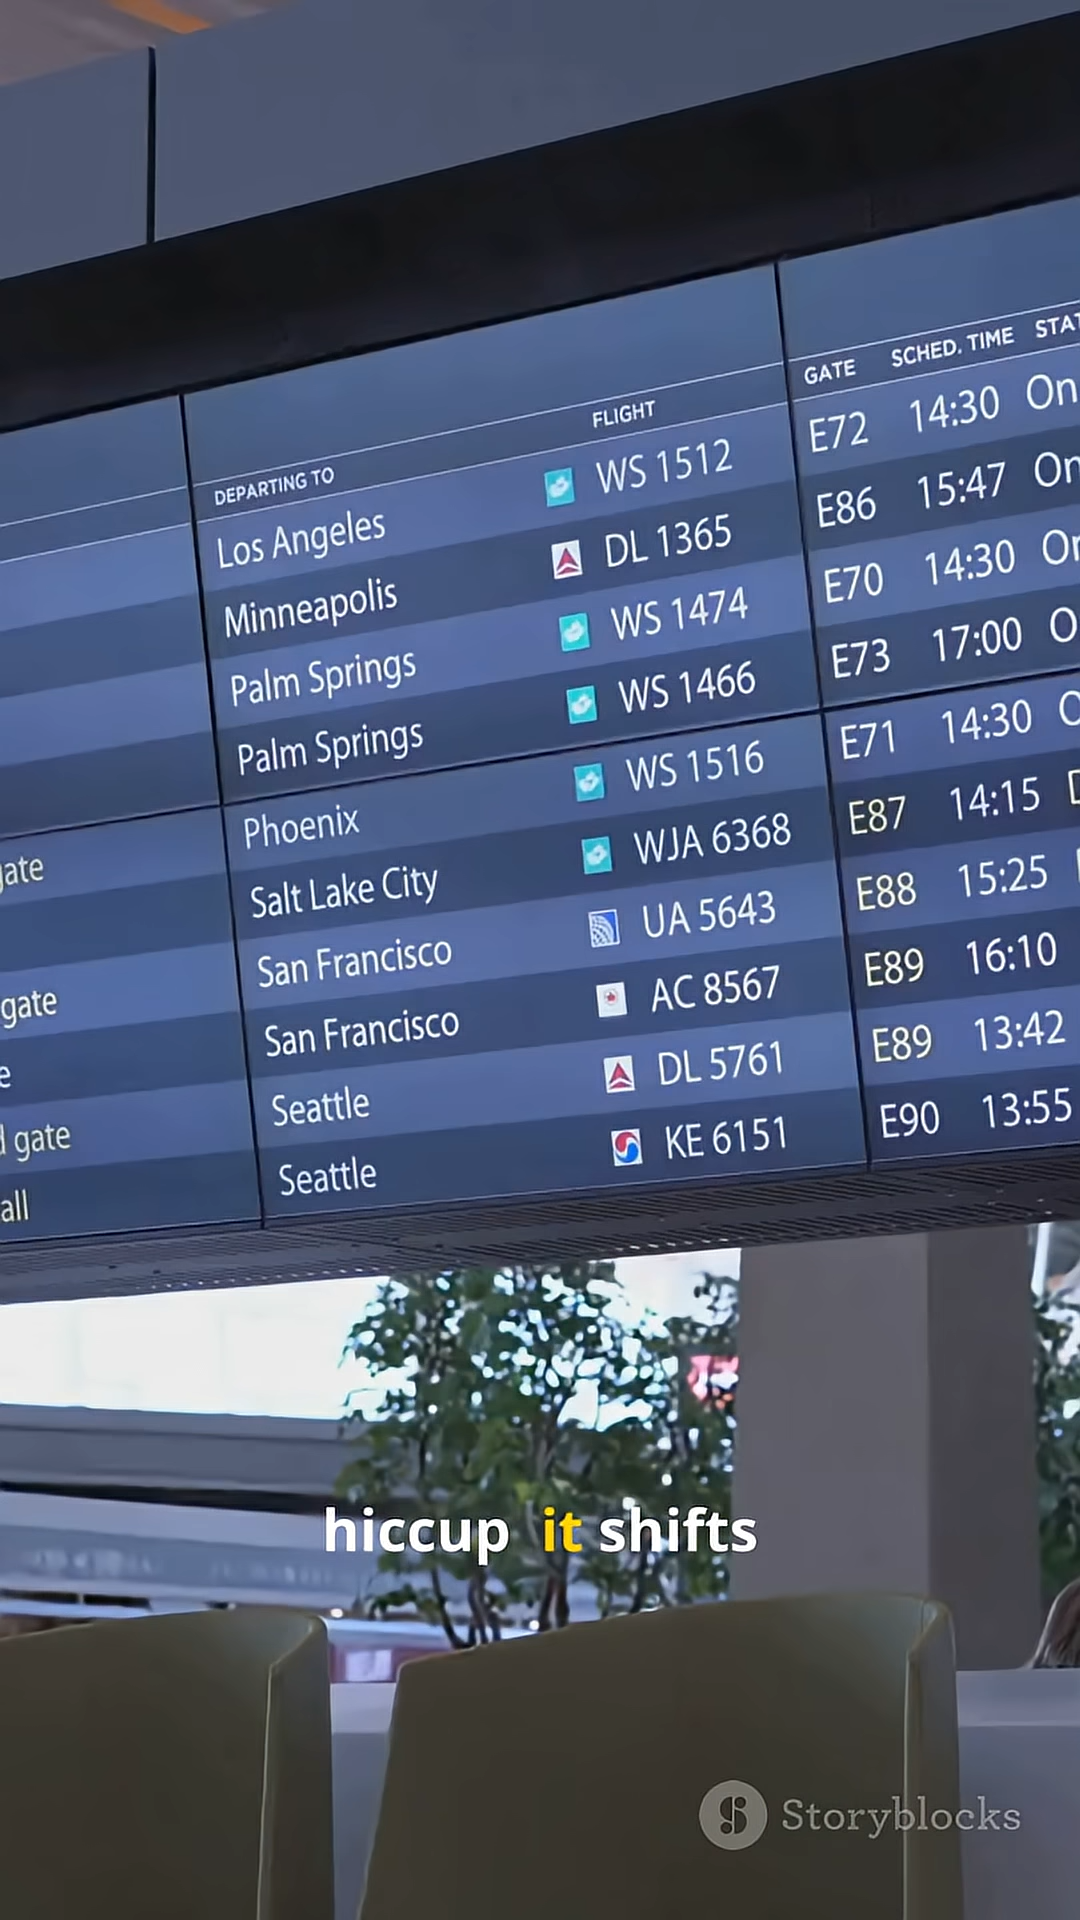 DEPARTING TO FLIGHT GATE SCHED. TIME
Los Angeles WS 1512 E72 14:30 On
Minneapolis DL 1365 E86 15:47 On
Palm Springs WS 1474 E70 14:30
Palm Springs WS 1466 E73 17:00
Phoenix WS 1516 E71 14:30
gate Salt Lake City WJA 6368 E87 14:15
San Francisco UA 5643 E88 15:25
gate San Francisco AC 8567 E89 16:10
Seattle DL 5761 E89 13:42
gate Seattle KE 6151 E90 13:55
all
hiccup it shifts
Storyblocks